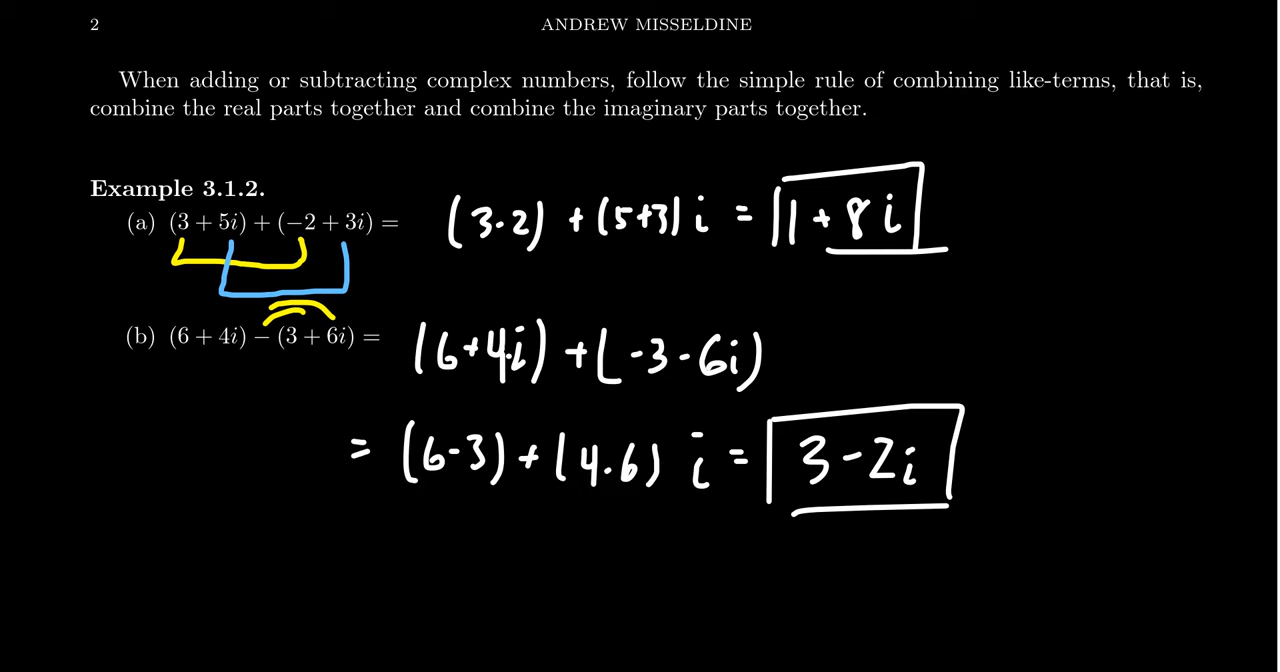 2 ANDREW MISSELDINE
When adding or subtracting complex numbers, follow the simple rule of combining like-terms, that is,
combine the real parts together and combine the imaginary parts together.
Example 3.1.2.
(a) (3 + 5i) + (−2 + 3i) = (3-2) + (5+3) i = 1 + 8i
(b) (6 + 4i) − (3 + 6i) = (6+4i) + (-3 - 6i)
= (6-3) + (4-6) i = 3 - 2i